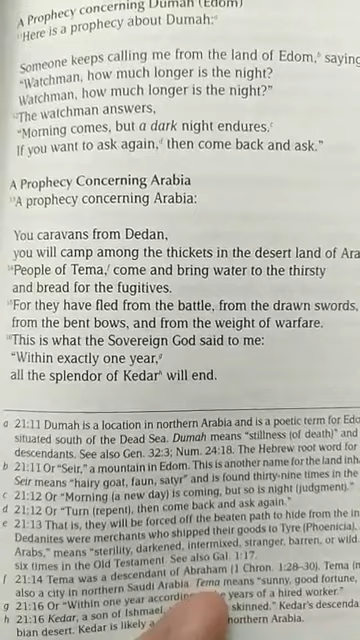 A Prophecy concerning Dumah (Edom)
¹¹Here is a prophecy about Dumah:ᵃ
Someone keeps calling me from the land of Edom,ᵇ saying
“Watchman, how much longer is the night?
Watchman, how much longer is the night?”
¹²The watchman answers,
“Morning comes, but a dark night endures.ᶜ
If you want to ask again,ᵈ then come back and ask.”
A Prophecy Concerning Arabia
¹³A prophecy concerning Arabia:
You caravans from Dedan,
you will camp among the thickets in the desert land of Ara
¹⁴People of Tema,ᶠ come and bring water to the thirsty
and bread for the fugitives.
¹⁵For they have fled from the battle, from the drawn swords,
from the bent bows, and from the weight of warfare.
¹⁶This is what the Sovereign God said to me:
“Within exactly one year,ᵍ
all the splendor of Kedarʰ will end.
a 21:11 Dumah is a location in northern Arabia and is a poetic term for Edo
situated south of the Dead Sea. Dumah means “stillness (of death)” and
descendants. See also Gen. 32:3; Num. 24:18. The Hebrew root word for
b 21:11 Or “Seir,” a mountain in Edom. This is another name for the land inh
Seir means “hairy goat, faun, satyr” and is found thirty-nine times in the
c 21:12 Or “Morning (a new day) is coming, but so is night (judgment).”
d 21:12 Or “Turn (repent), then come back and ask again.”
e 21:13 That is, they will be forced off the beaten path to hide from the in
Dedanites were merchants who shipped their goods to Tyre (Phoenicia).
Arabs,” means “sterility, darkened, intermixed, stranger, barren, or wild
six times in the Old Testament. See also Gal. 1:17.
f 21:14 Tema was a descendant of Abraham (1 Chron. 1:28–30). Tema (m
also a city in northern Saudi Arabia. Tema means “sunny, good fortune,
g 21:16 Or “Within one year according years of a hired worker.”
h 21:16 Kedar, a son of Ishmael, skinned.” Kedar's descenda
bian desert. Kedar is likely a northern Arabia.